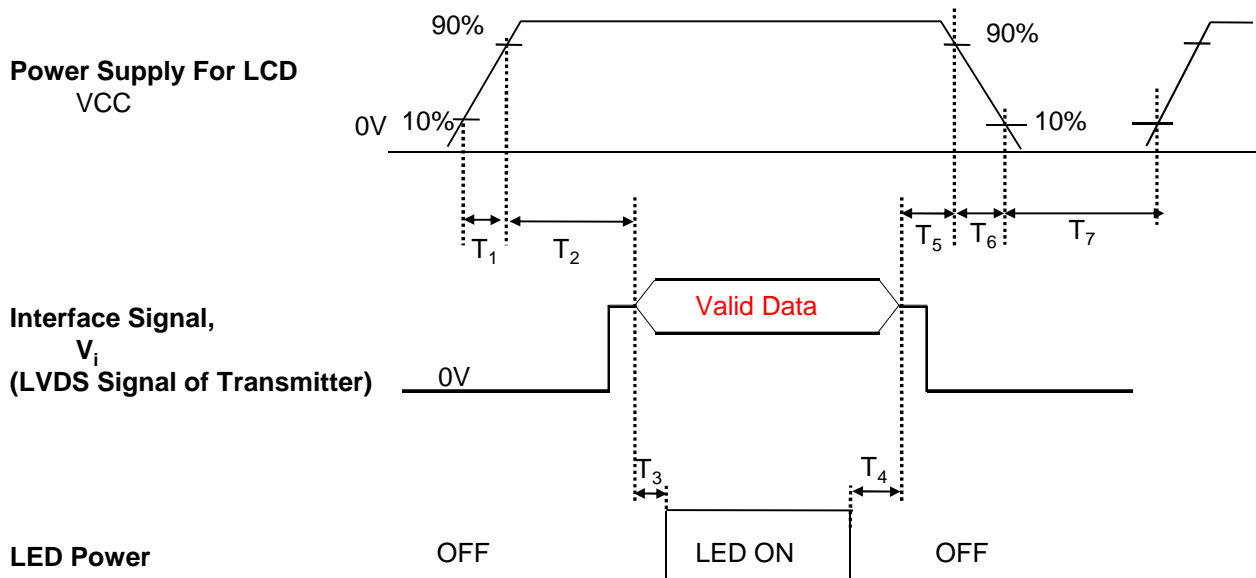 90%
90%
Power Supply For LCD
VCC
0V
10%
10%
T1
T2
T5
T6
T7
Interface Signal,
Vi
(LVDS Signal of Transmitter)
Valid Data
0V
T3
T4
LED Power
OFF
LED ON
OFF